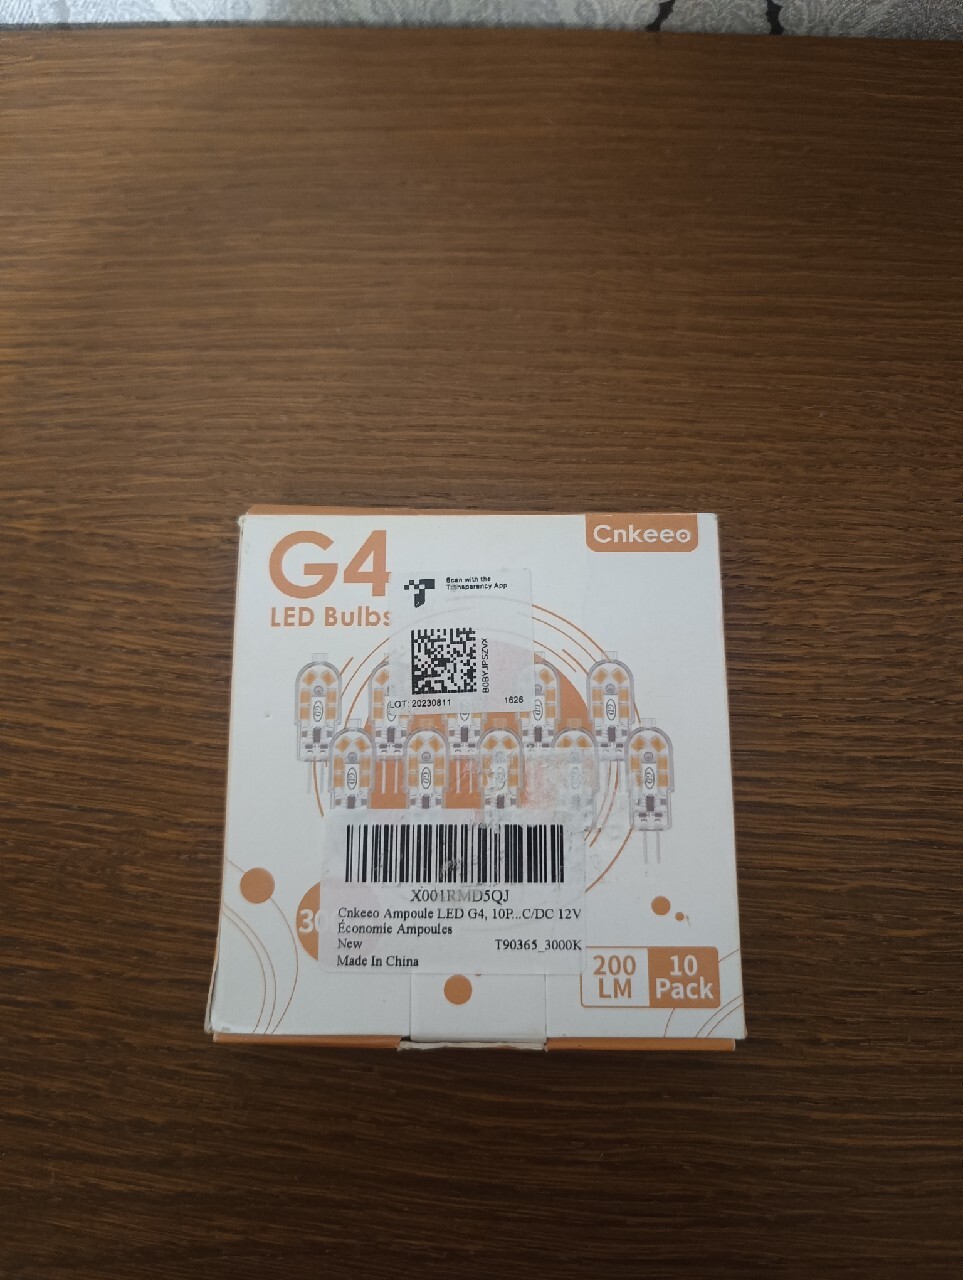 G4
Cnkeeo
LED Bulbs
Scan with the
Transparency App
B0BYJPSZVX
LOT: 20230811
1626
X001RMD5QJ
Cnkeeo Ampoule LED G4, 10P...C/DC 12V
Économie Ampoules
New
T90365_3000K
Made In China
200
LM
10
Pack